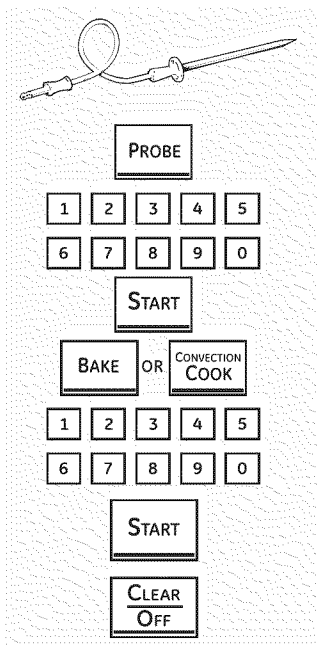 PROBE
1 2 3 4 5
6 7 8 9 0
START
BAKE OR CONVECTION COOK
1 2 3 4 5
6 7 8 9 0
START
CLEAR
OFF